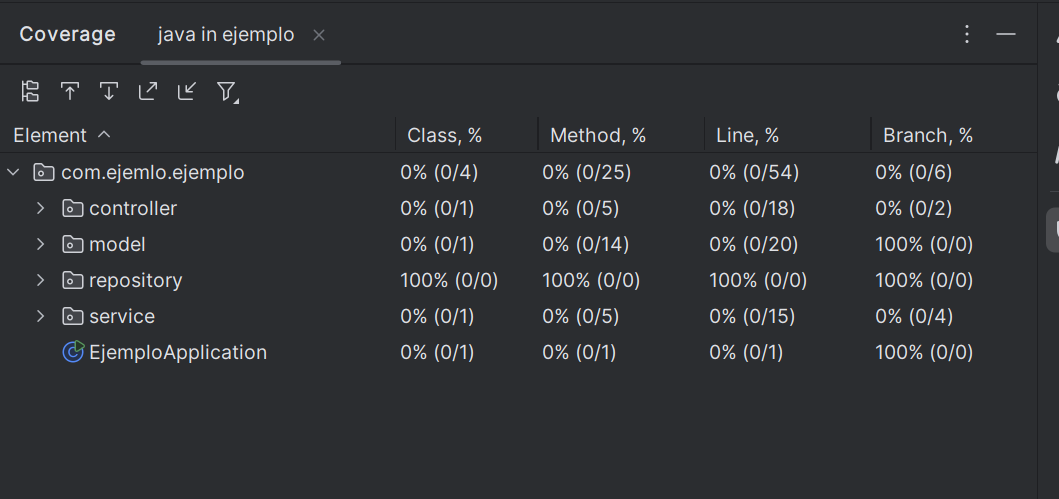 Coverage java in ejemplo
Element Class, % Method, % Line, % Branch, %
com.ejemlo.ejemplo 0% (0/4) 0% (0/25) 0% (0/54) 0% (0/6)
controller 0% (0/1) 0% (0/5) 0% (0/18) 0% (0/2)
model 0% (0/1) 0% (0/14) 0% (0/20) 100% (0/0)
repository 100% (0/0) 100% (0/0) 100% (0/0) 100% (0/0)
service 0% (0/1) 0% (0/5) 0% (0/15) 0% (0/4)
EjemploApplication 0% (0/1) 0% (0/1) 0% (0/1) 100% (0/0)